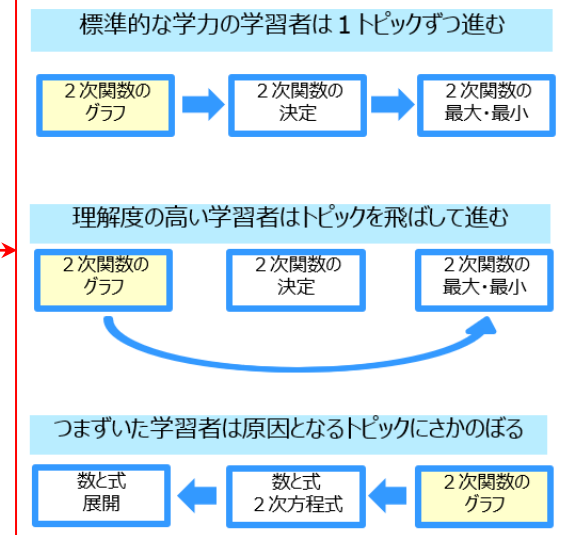 標準的な学力の学習者は１トピックずつ進む
２次関数の
グラフ
２次関数の
決定
２次関数の
最大・最小
理解度の高い学習者はトピックを飛ばして進む
２次関数の
グラフ
２次関数の
決定
２次関数の
最大・最小
つまずいた学習者は原因となるトピックにさかのぼる
数と式
展開
数と式
２次方程式
２次関数の
グラフ